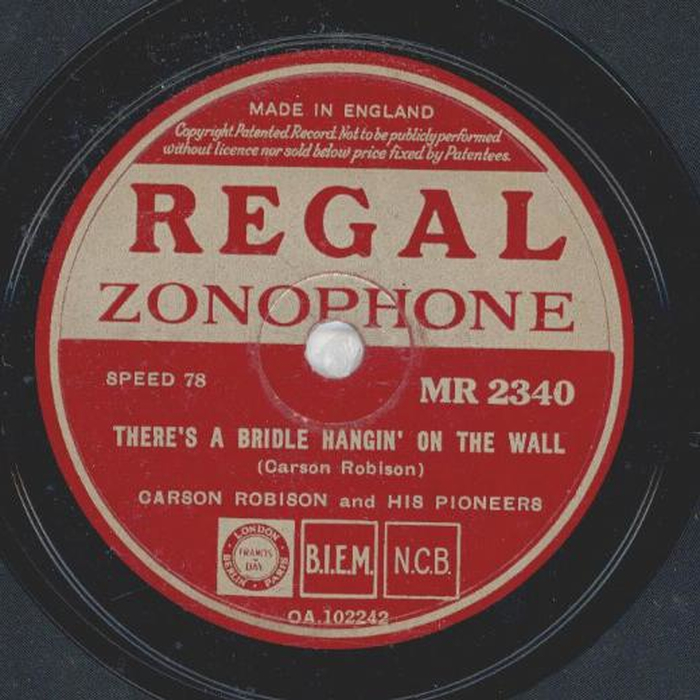 MADE IN ENGLAND
Copyright Patented Record. Not to be publicly performed
without licence nor sold below price fixed by Patentees.
REGAL
ZONOPHONE
SPEED 78
MR 2340
THERE'S A BRIDLE HANGIN' ON THE WALL
(Carson Robison)
CARSON ROBISON and HIS PIONEERS
LONDON · PARIS · BERLIN ·
FRANCIS
DAY
B.I.E.M.
N.C.B.
OA.102242